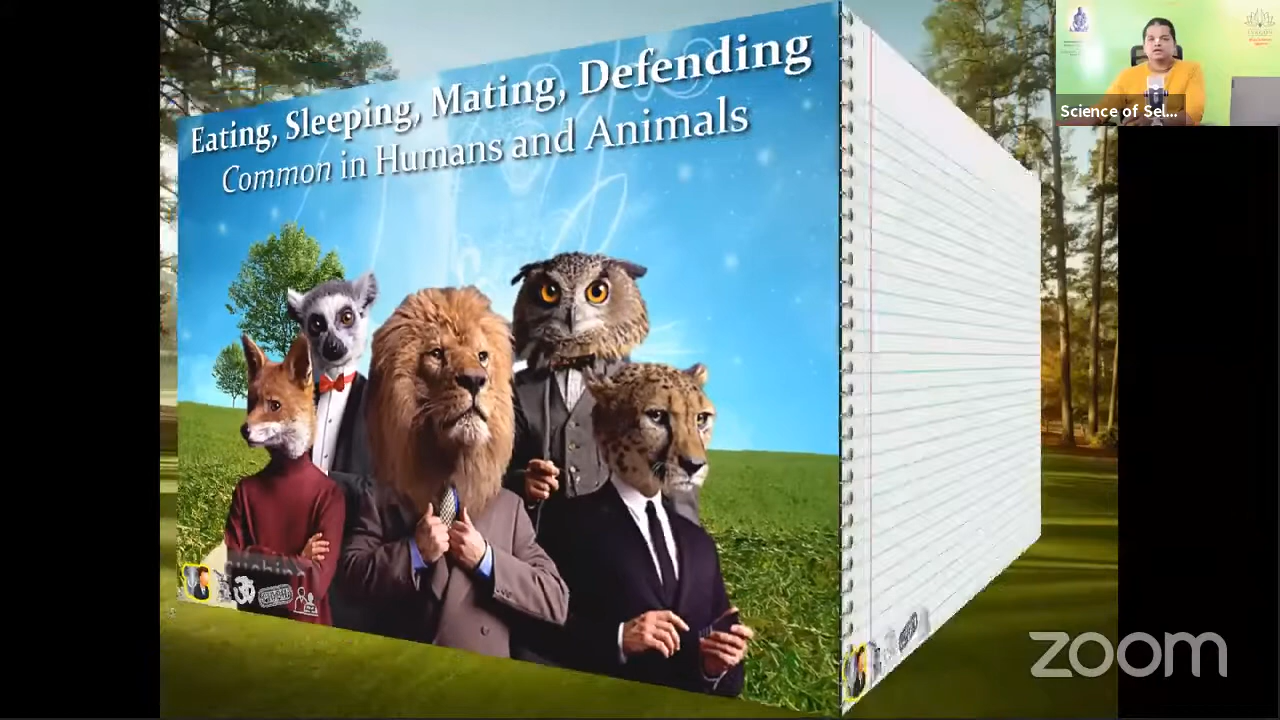 Eating, Sleeping, Mating, Defending
Common in Humans and Animals
Science of Sel...
zoom